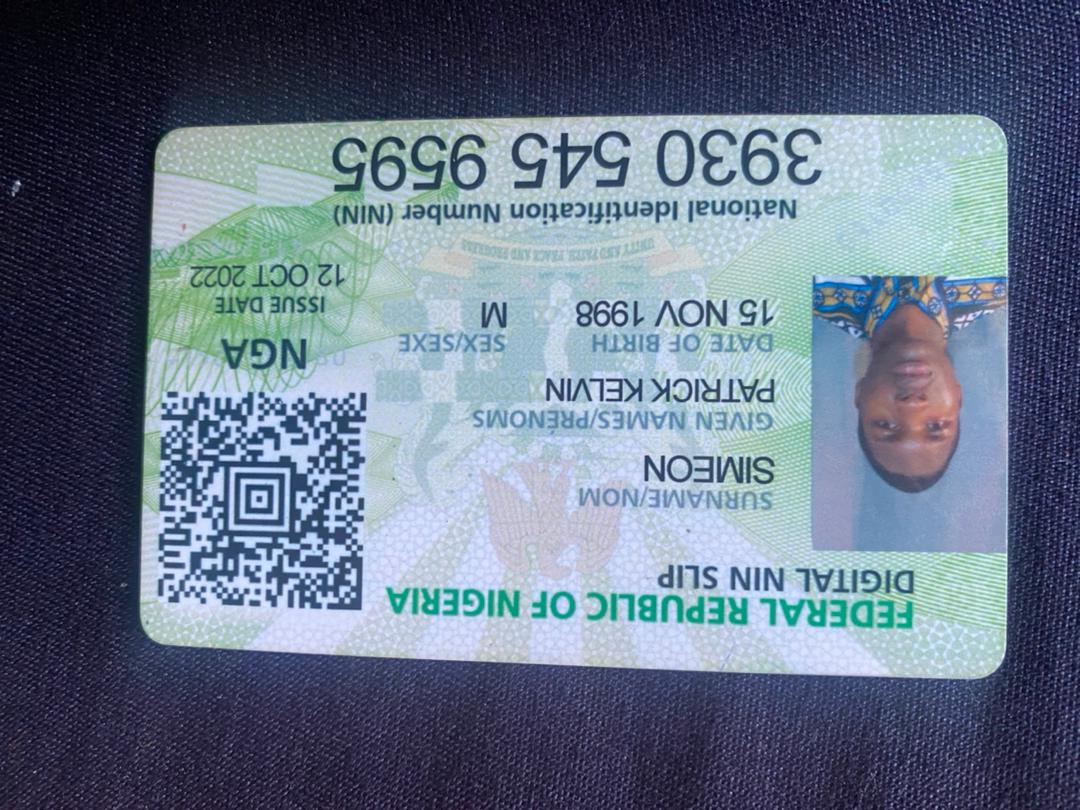 FEDERAL REPUBLIC OF NIGERIA
DIGITAL NIN SLIP
SURNAME/NOM
SIMEON
GIVEN NAMES/PRÉNOMS
PATRICK KELVIN
DATE OF BIRTH
15 NOV 1998
SEX/SEXE
M
NGA
ISSUE DATE
12 OCT 2022
UNITY AND FAITH PEACE AND PROGRESS
National Identification Number (NIN)
3930 545 9595